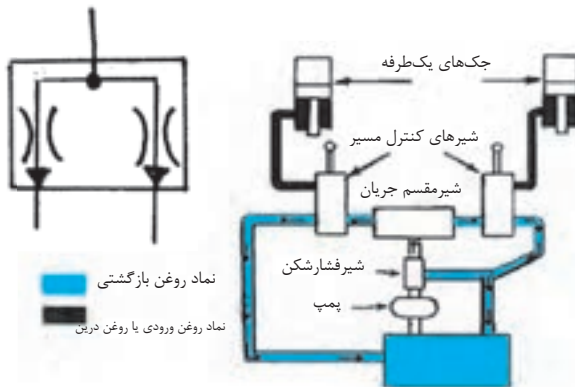 جک‌های یک‌طرفه
شیرهای کنترل مسیر
شیرمقسم جریان
شیرفشارشکن
پمپ
نماد روغن بازگشتی
نماد روغن ورودی یا روغن درین